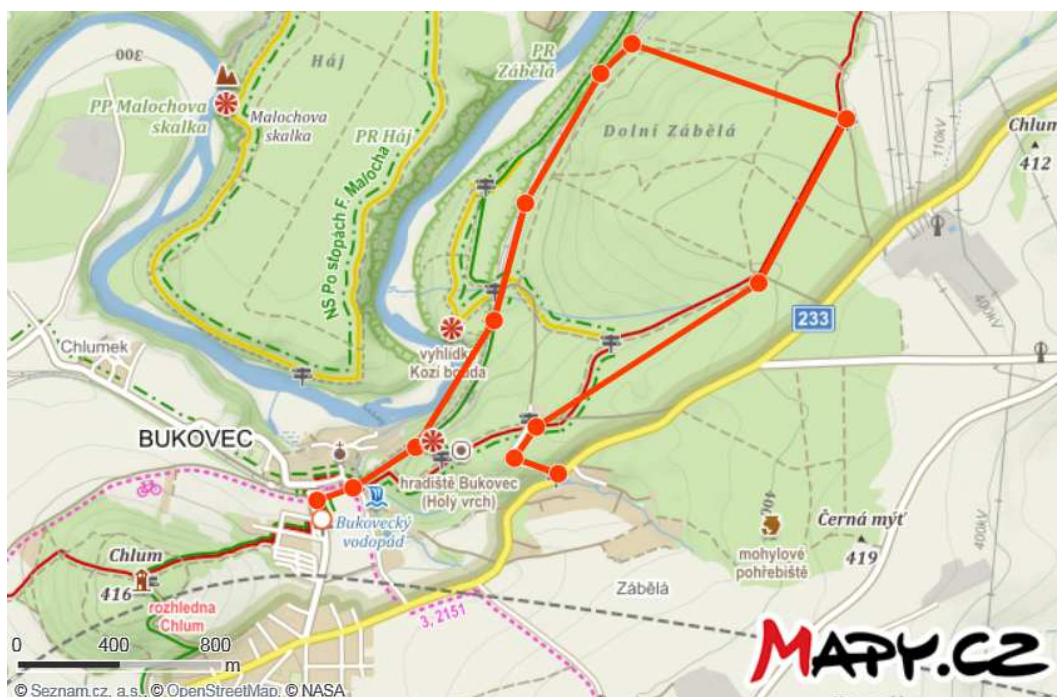 300
Háj
PR
Zábělá
PP Malochova
skalka
Malochova
skalka
PR Háj
Dolní Zábělá
110kV
Chlum
412
NS Po stopách F. Malocha
233
400kV
Chlumek
vyhlídka
Kozí bouda
BUKOVEC
hradiště Bukovec
(Holý vrch)
Bukovecký
vodopád
400
Černá mýť
419
mohylové
pohřebiště
400kV
Chlum
416
rozhledna
Chlum
Zábělá
3, 2151
0 400 800
m
MAPY.CZ
© Seznam.cz, a.s., © OpenStreetMap, © NASA